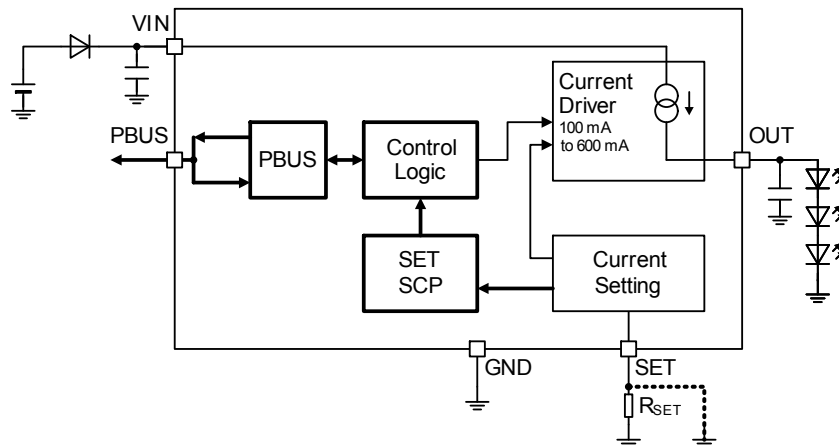 VIN
Current
Driver
100 mA
to 600 mA
PBUS
PBUS
Control
Logic
OUT
SET
SCP
Current
Setting
GND
SET
RSET